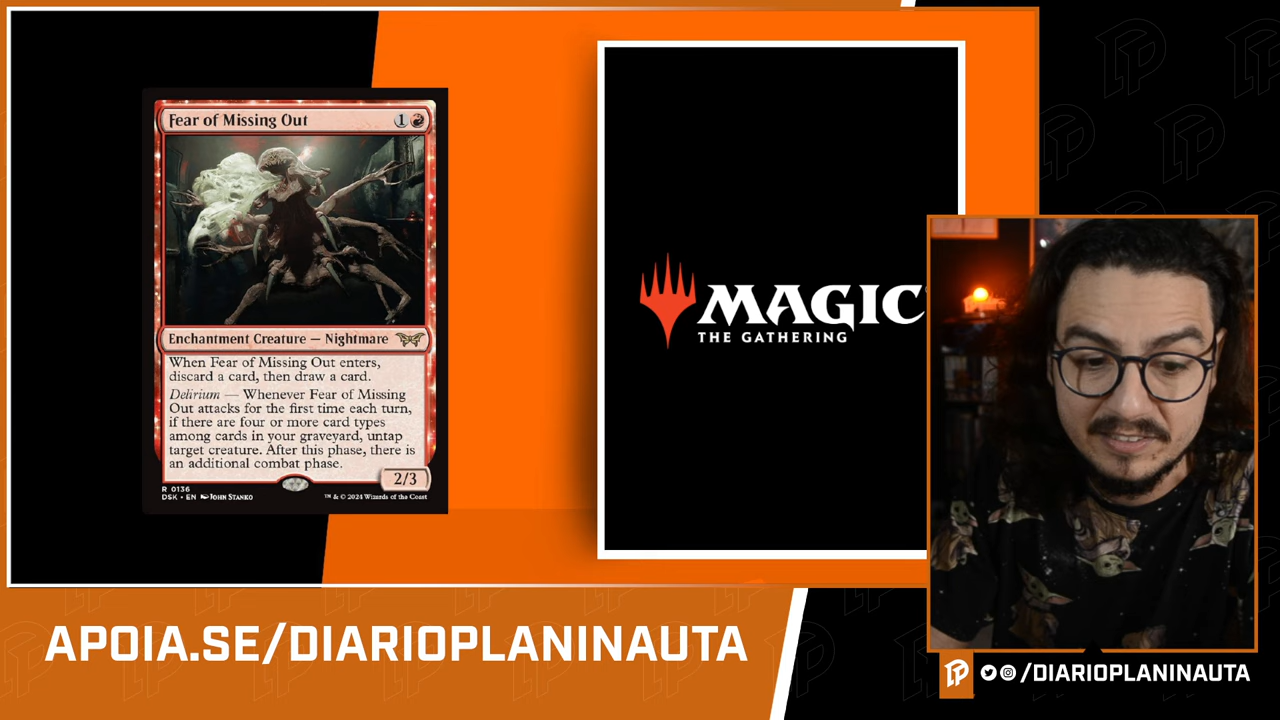 Fear of Missing Out
1
Enchantment Creature — Nightmare
When Fear of Missing Out enters,
discard a card, then draw a card.
Delirium — Whenever Fear of Missing
Out attacks for the first time each turn,
if there are four or more card types
among cards in your graveyard, untap
target creature. After this phase, there is
an additional combat phase.
2/3
R 0136
DSK • EN JOHN STANKO
™ & © 2024 Wizards of the Coast
MAGIC
THE GATHERING
APOIA.SE/DIARIOPLANINAUTA
/DIARIOPLANINAUTA